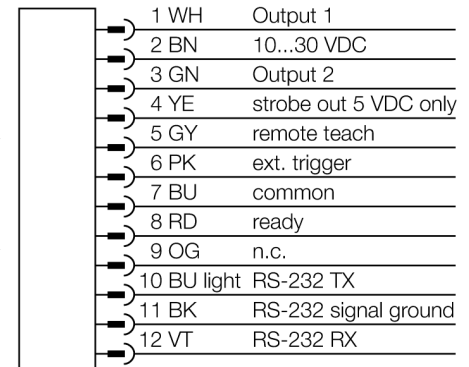 1 WH Output 1
2 BN 10...30 VDC
3 GN Output 2
4 YE strobe out 5 VDC only
5 GY remote teach
6 PK ext. trigger
7 BU common
8 RD ready
9 OG n.c.
10 BU light RS-232 TX
11 BK RS-232 signal ground
12 VT RS-232 RX